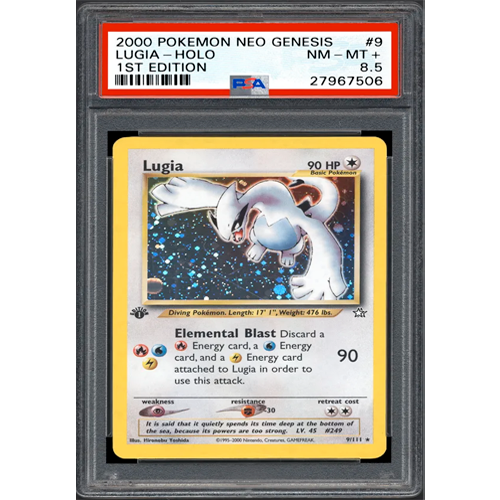 2000 POKEMON NEO GENESIS #9
LUGIA-HOLO NM-MT+
1ST EDITION 8.5
PSA 27967506
Lugia 90 HP
Basic Pokémon
Diving Pokémon. Length: 17' 1", Weight: 476 lbs.
Elemental Blast Discard a
Energy card, a Energy
card, and a Energy card
attached to Lugia in order to
use this attack.
90
weakness resistance retreat cost
-30
It is said that it quietly spends its time deep at the bottom of
the sea, because its powers are too strong. LV. 45 #249
Illus. Hironobu Yoshida ©1995-2000 Nintendo, Creatures, GAMEFREAK. 9/111 ★